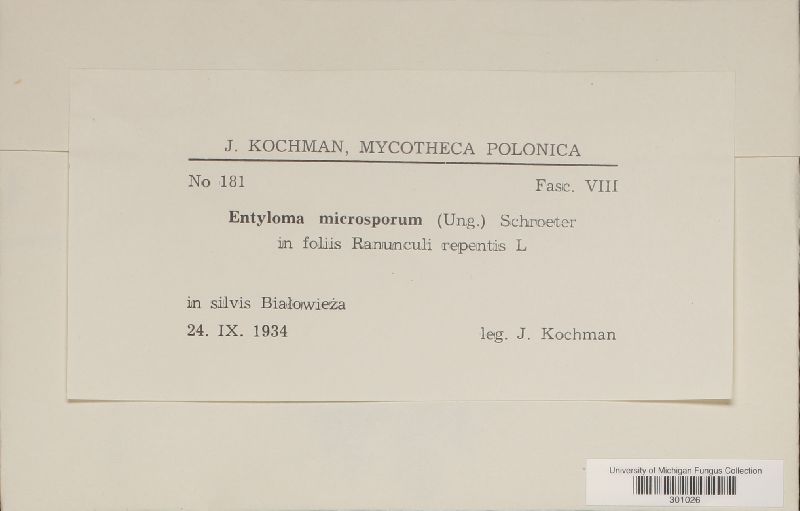 J. KOCHMAN, MYCOTHECA POLONICA
No 181 Fasc. VIII
Entyloma microsporum (Ung.) Schroeter
in foliis Ranunculi repentis L
in silvis Białowieża
24. IX. 1934 leg. J. Kochman
University of Michigan Fungus Collection
301026